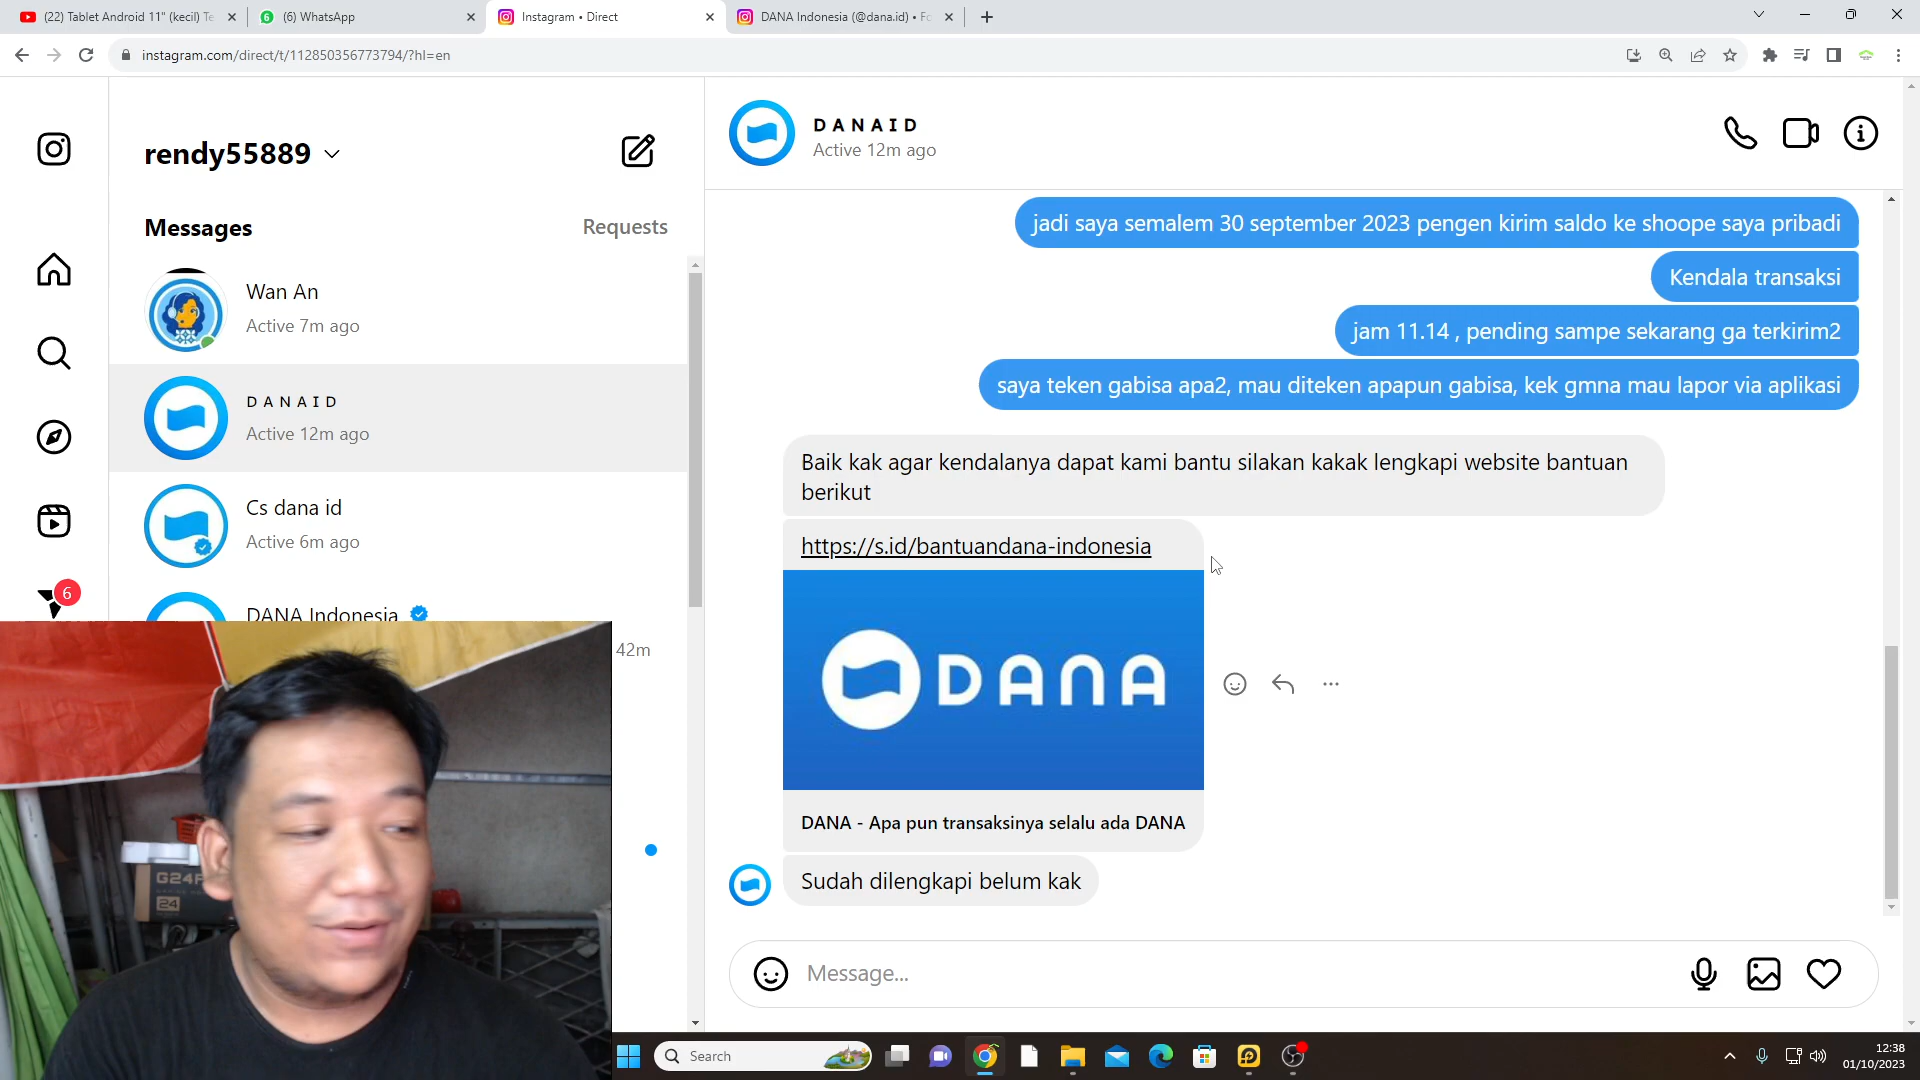 (22) Tablet Android 11" (kecil) Te
(6) WhatsApp
Instagram • Direct
DANA Indonesia (@dana.id) • Fo
instagram.com/direct/t/112850356773794/?hl=en
rendy55889
Messages
Requests
Wan An
Active 7m ago
D A N A I D
Active 12m ago
Cs dana id
Active 6m ago
DANA Indonesia
42m
6
D A N A I D
Active 12m ago
jadi saya semalem 30 september 2023 pengen kirim saldo ke shoope saya pribadi
Kendala transaksi
jam 11.14 , pending sampe sekarang ga terkirim2
saya teken gabisa apa2, mau diteken apapun gabisa, kek gmna mau lapor via aplikasi
Baik kak agar kendalanya dapat kami bantu silakan kakak lengkapi website bantuan
berikut
https://s.id/bantuandana-indonesia
DANA
DANA - Apa pun transaksinya selalu ada DANA
Sudah dilengkapi belum kak
Message...
24
Search
12:38
01/10/2023